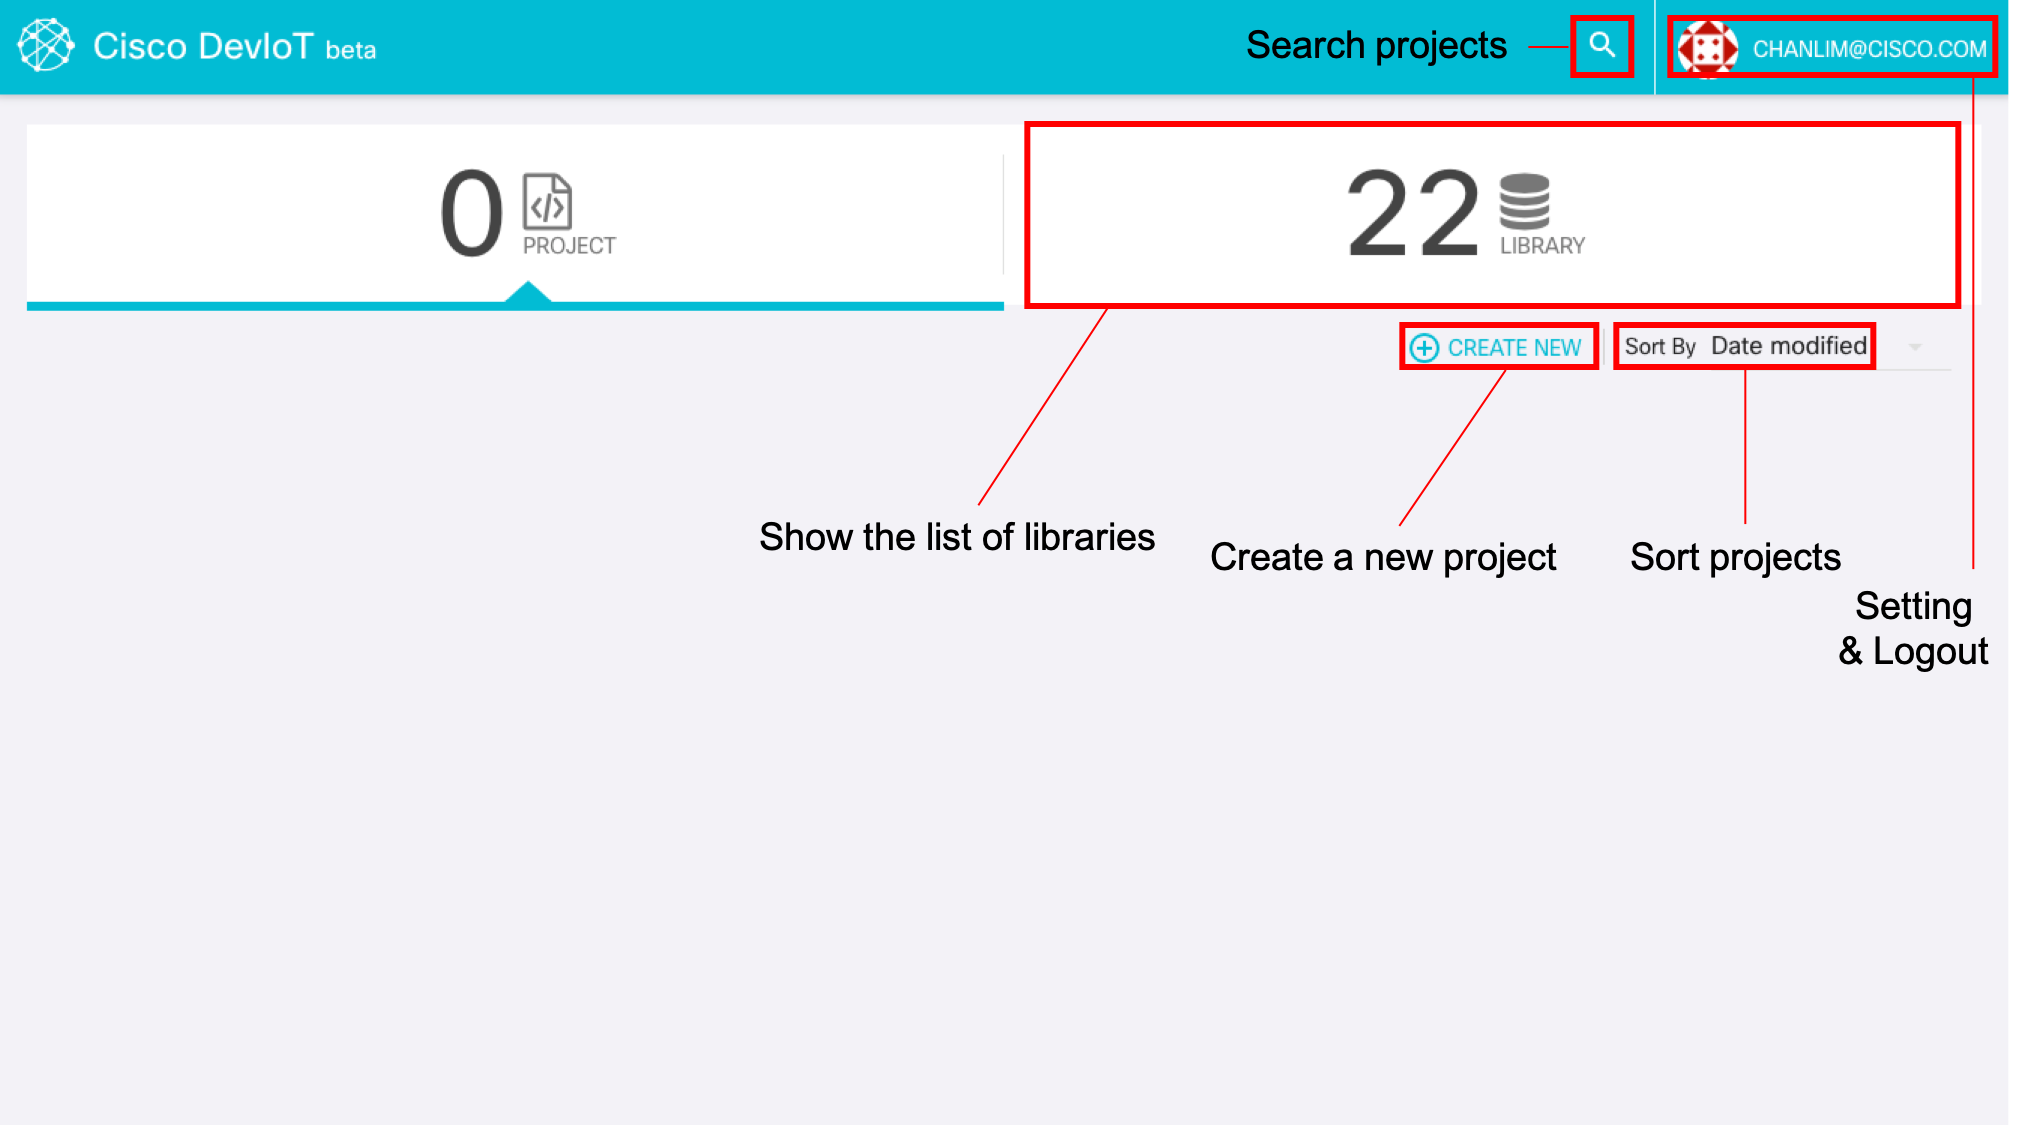 Cisco DevIoT beta
Search projects
CHANLIM@CISCO.COM
0 PROJECT
22 LIBRARY
CREATE NEW
Sort By Date modified
Show the list of libraries
Create a new project
Sort projects
Setting
& Logout